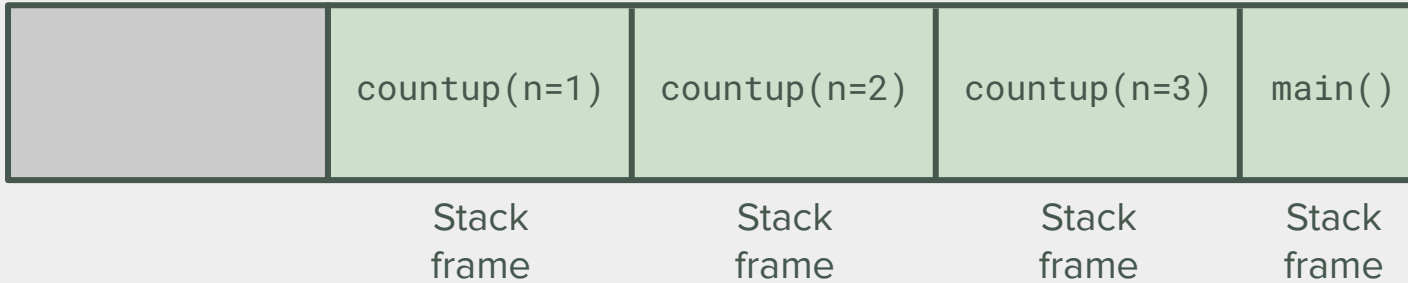 countup(n=1) countup(n=2) countup(n=3) main()
Stack Stack Stack Stack
frame frame frame frame